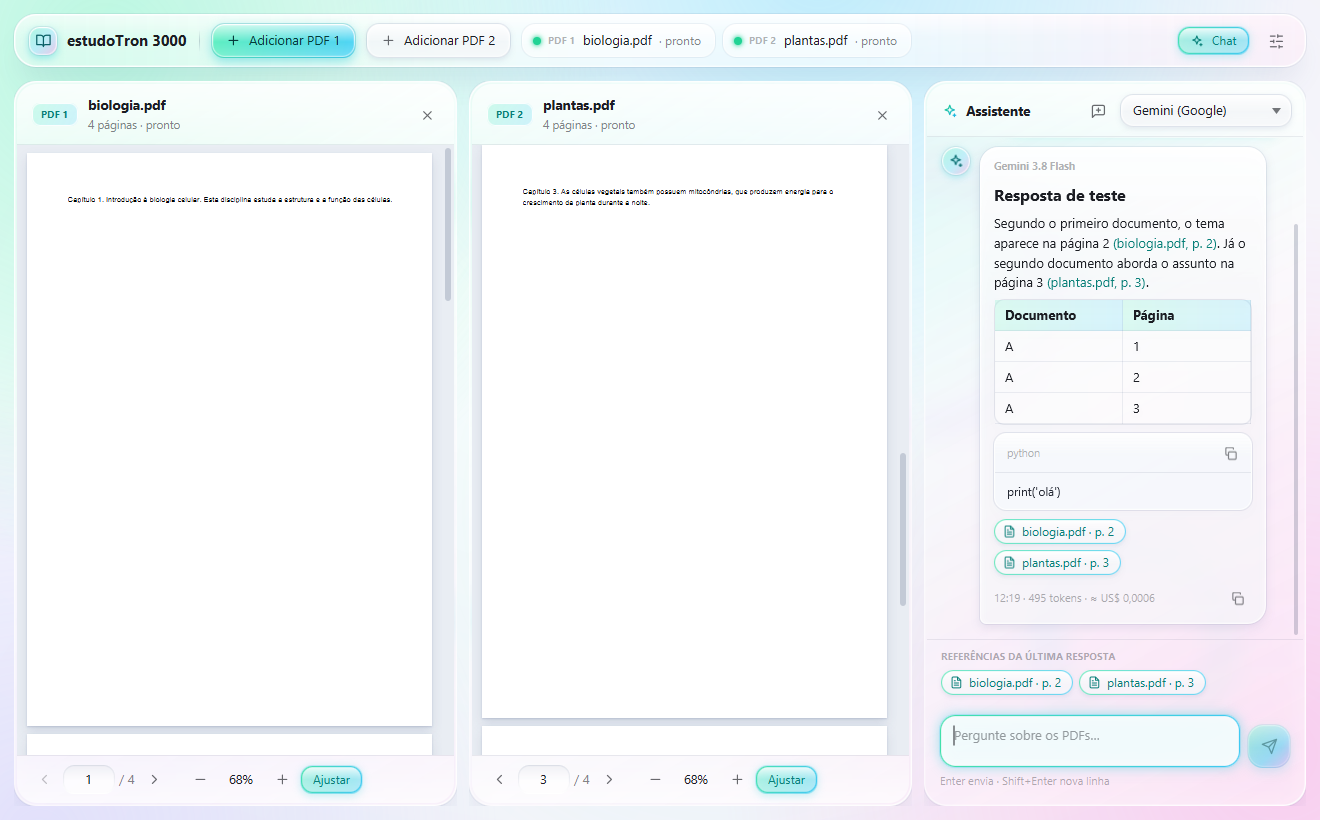 estudoTron 3000
Adicionar PDF 1
Adicionar PDF 2
PDF 1 biologia.pdf · pronto
PDF 2 plantas.pdf · pronto
Chat
PDF 1
biologia.pdf
4 páginas · pronto
Capítulo 1. Introdução à biologia celular. Esta disciplina estuda a estrutura e a função das células.
1 / 4
68%
Ajustar
PDF 2
plantas.pdf
4 páginas · pronto
Capítulo 3. As células vegetais também possuem mitocôndrias, que produzem energia para o
crescimento da planta durante a noite.
3 / 4
68%
Ajustar
Assistente
Gemini (Google)
Gemini 3.8 Flash
Resposta de teste
Segundo o primeiro documento, o tema
aparece na página 2 (biologia.pdf, p. 2). Já o
segundo documento aborda o assunto na
página 3 (plantas.pdf, p. 3).
Documento Página
A 1
A 2
A 3
python
print('olá')
biologia.pdf · p. 2
plantas.pdf · p. 3
12:19 · 495 tokens · ≈ US$ 0,0006
REFERÊNCIAS DA ÚLTIMA RESPOSTA
biologia.pdf · p. 2
plantas.pdf · p. 3
Pergunte sobre os PDFs...
Enter envia · Shift+Enter nova linha